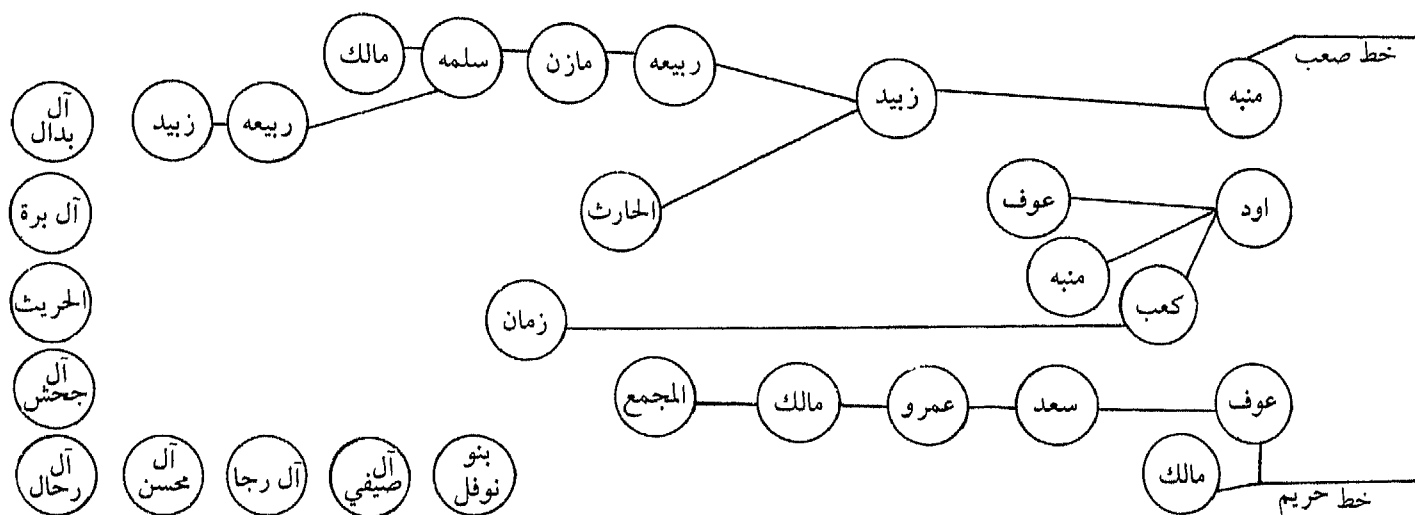 خط صعب
منبه
زبيد
ربيعه
مازن
سلمه
مالك
ربيعه
زبيد
آل
بدال
الحارث
اود
عوف
منبه
كعب
زمان
آل برة
الحريث
آل
جحش
خط حريم
عوف
سعد
عمرو
مالك
المجمع
مالك
بنو
نوفل
آل
صيفي
آل رجا
آل
محسن
آل
رحال